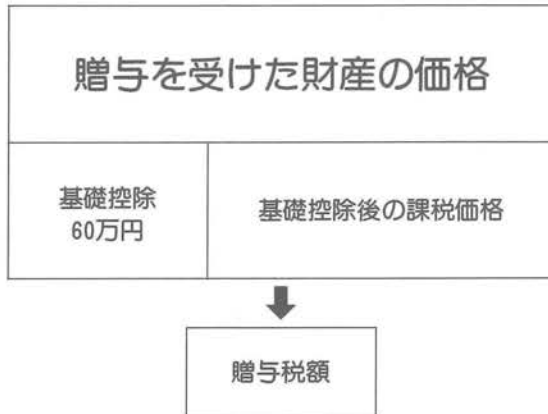 贈与を受けた財産の価格
基礎控除
60万円
基礎控除後の課税価格
贈与税額